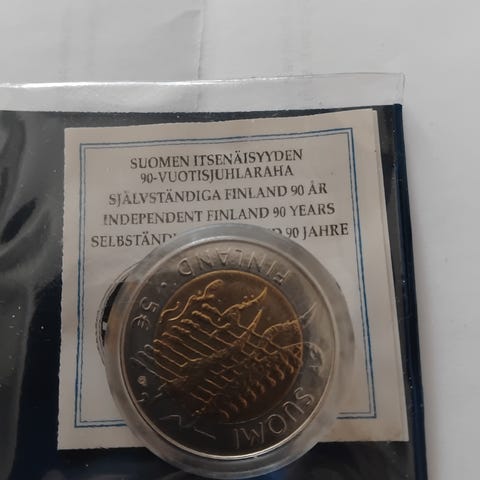 SUOMEN ITSENÄISYYDEN
90-VUOTISJUHLARAHA
SJÄLVSTÄNDIGA FINLAND 90 ÅR
INDEPENDENT FINLAND 90 YEARS
90 JAHRE
FINLAND
5€
SUOMI